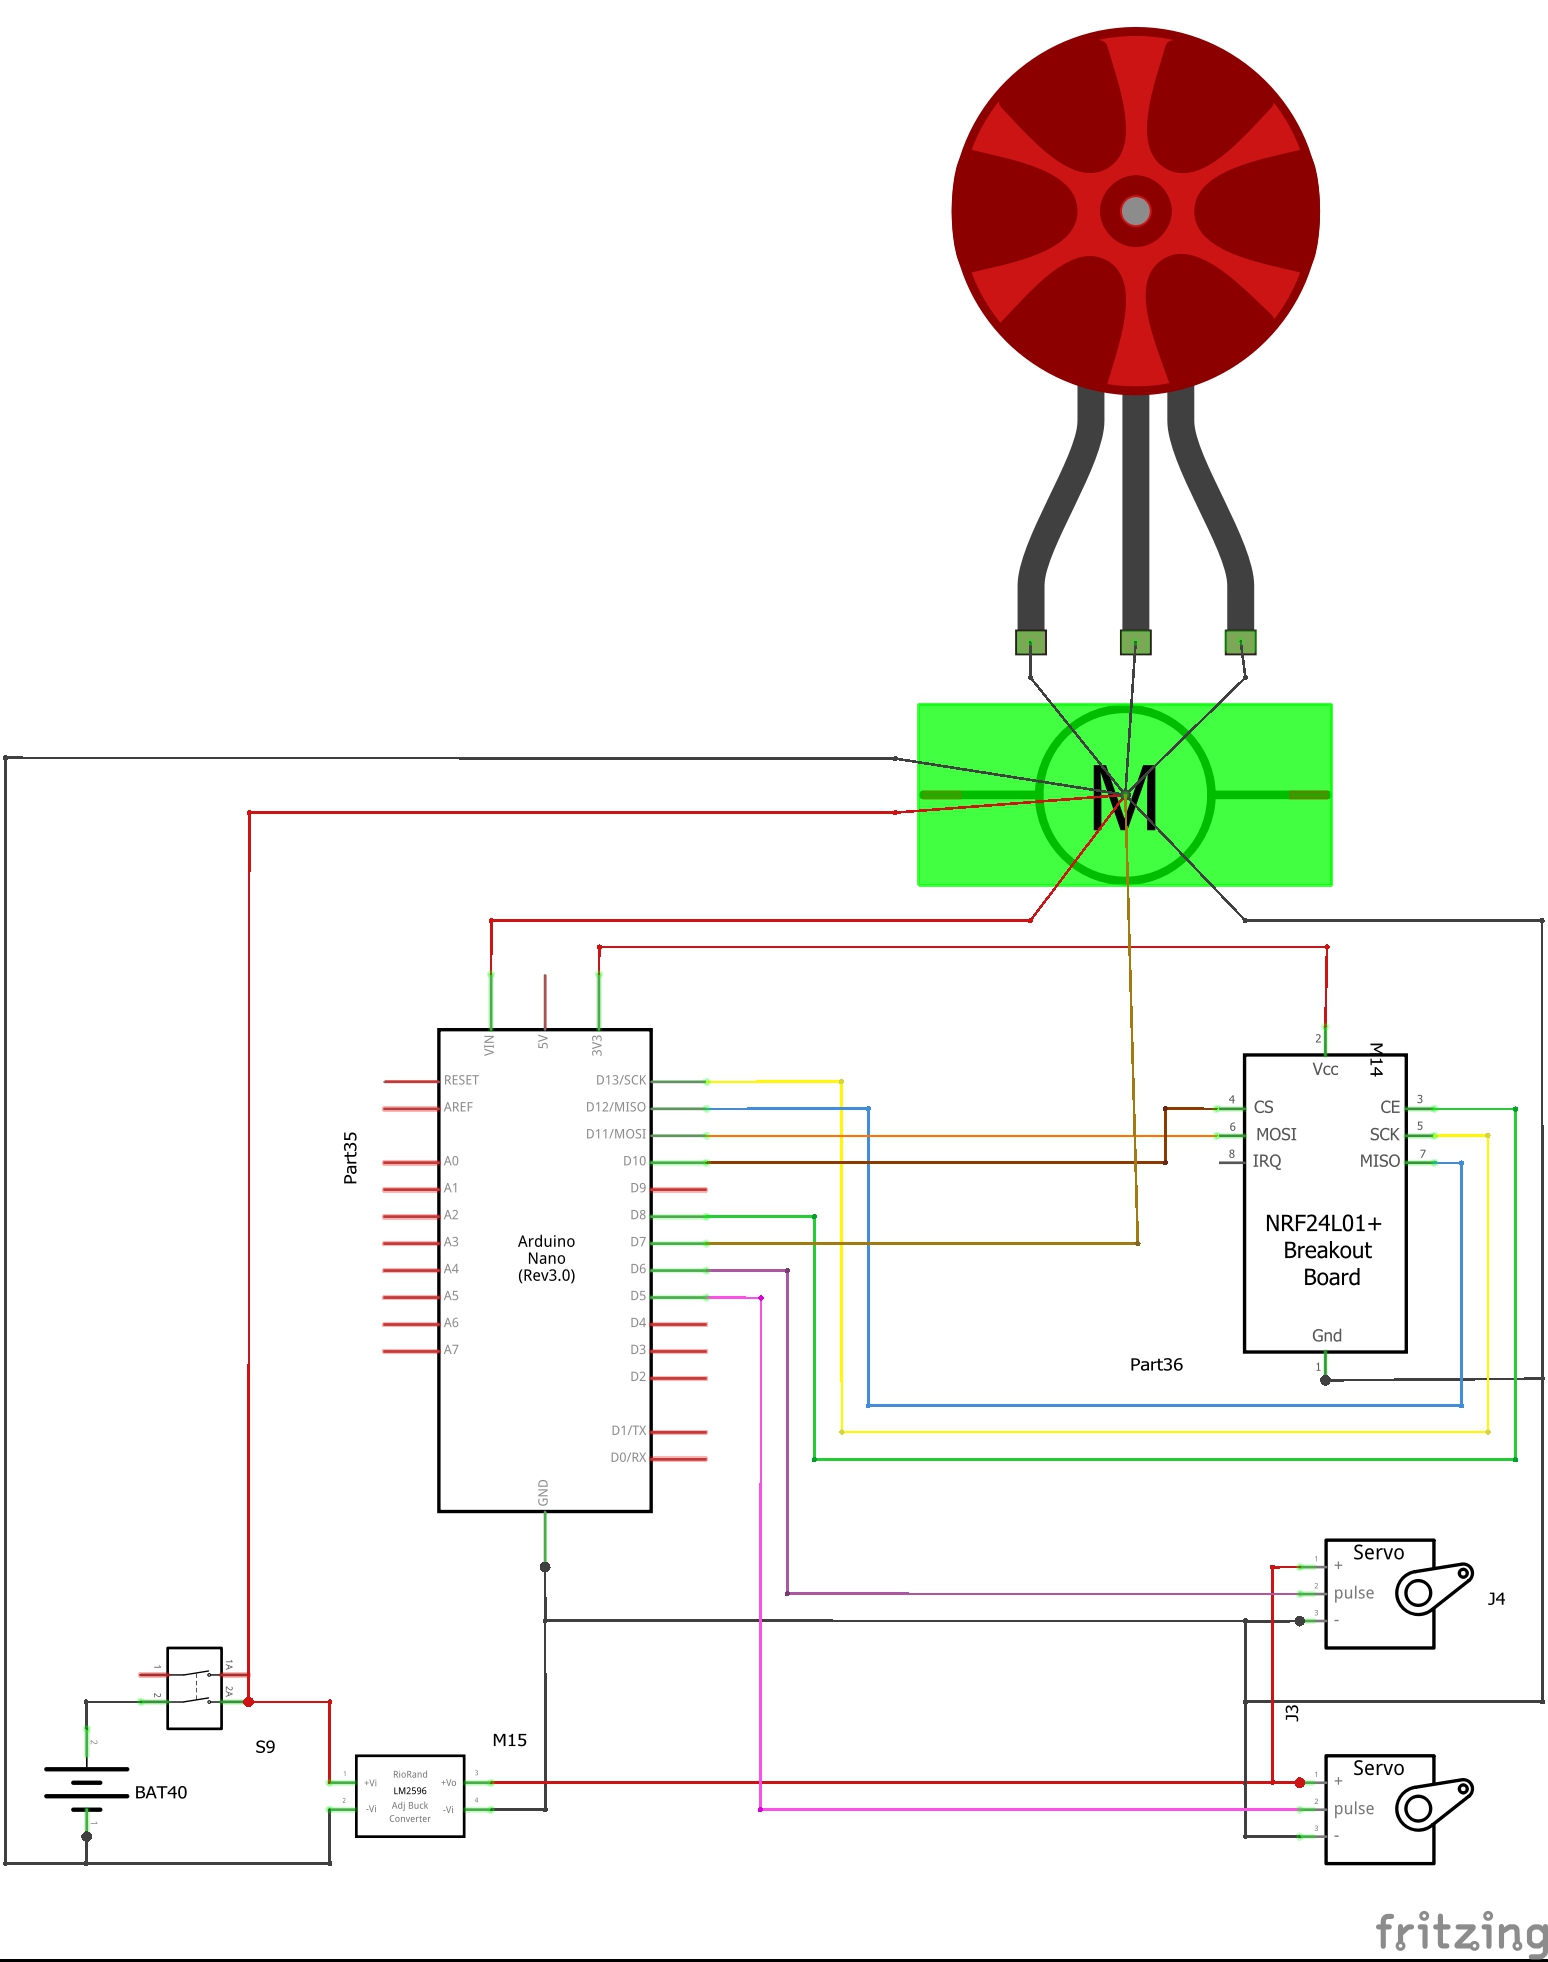 M
VIN
5V
3V3
RESET
AREF
A0
A1
A2
A3
A4
A5
A6
A7
D13/SCK
D12/MISO
D11/MOSI
D10
D9
D8
D7
D6
D5
D4
D3
D2
D1/TX
D0/RX
GND
Arduino
Nano
(Rev3.0)
Part35
M14
2
Vcc
4
CS
6
MOSI
8
IRQ
CE
3
SCK
5
MISO
7
NRF24L01+
Breakout
Board
Gnd
1
Part36
Servo
1
+
2
pulse
3
-
J4
J3
Servo
1
+
2
pulse
3
-
1
1A
2
2A
S9
2
BAT40
1
M15
RioRand
LM2596
Adj Buck
Converter
1
+Vi
2
-Vi
+Vo
3
-Vi
4
fritzing